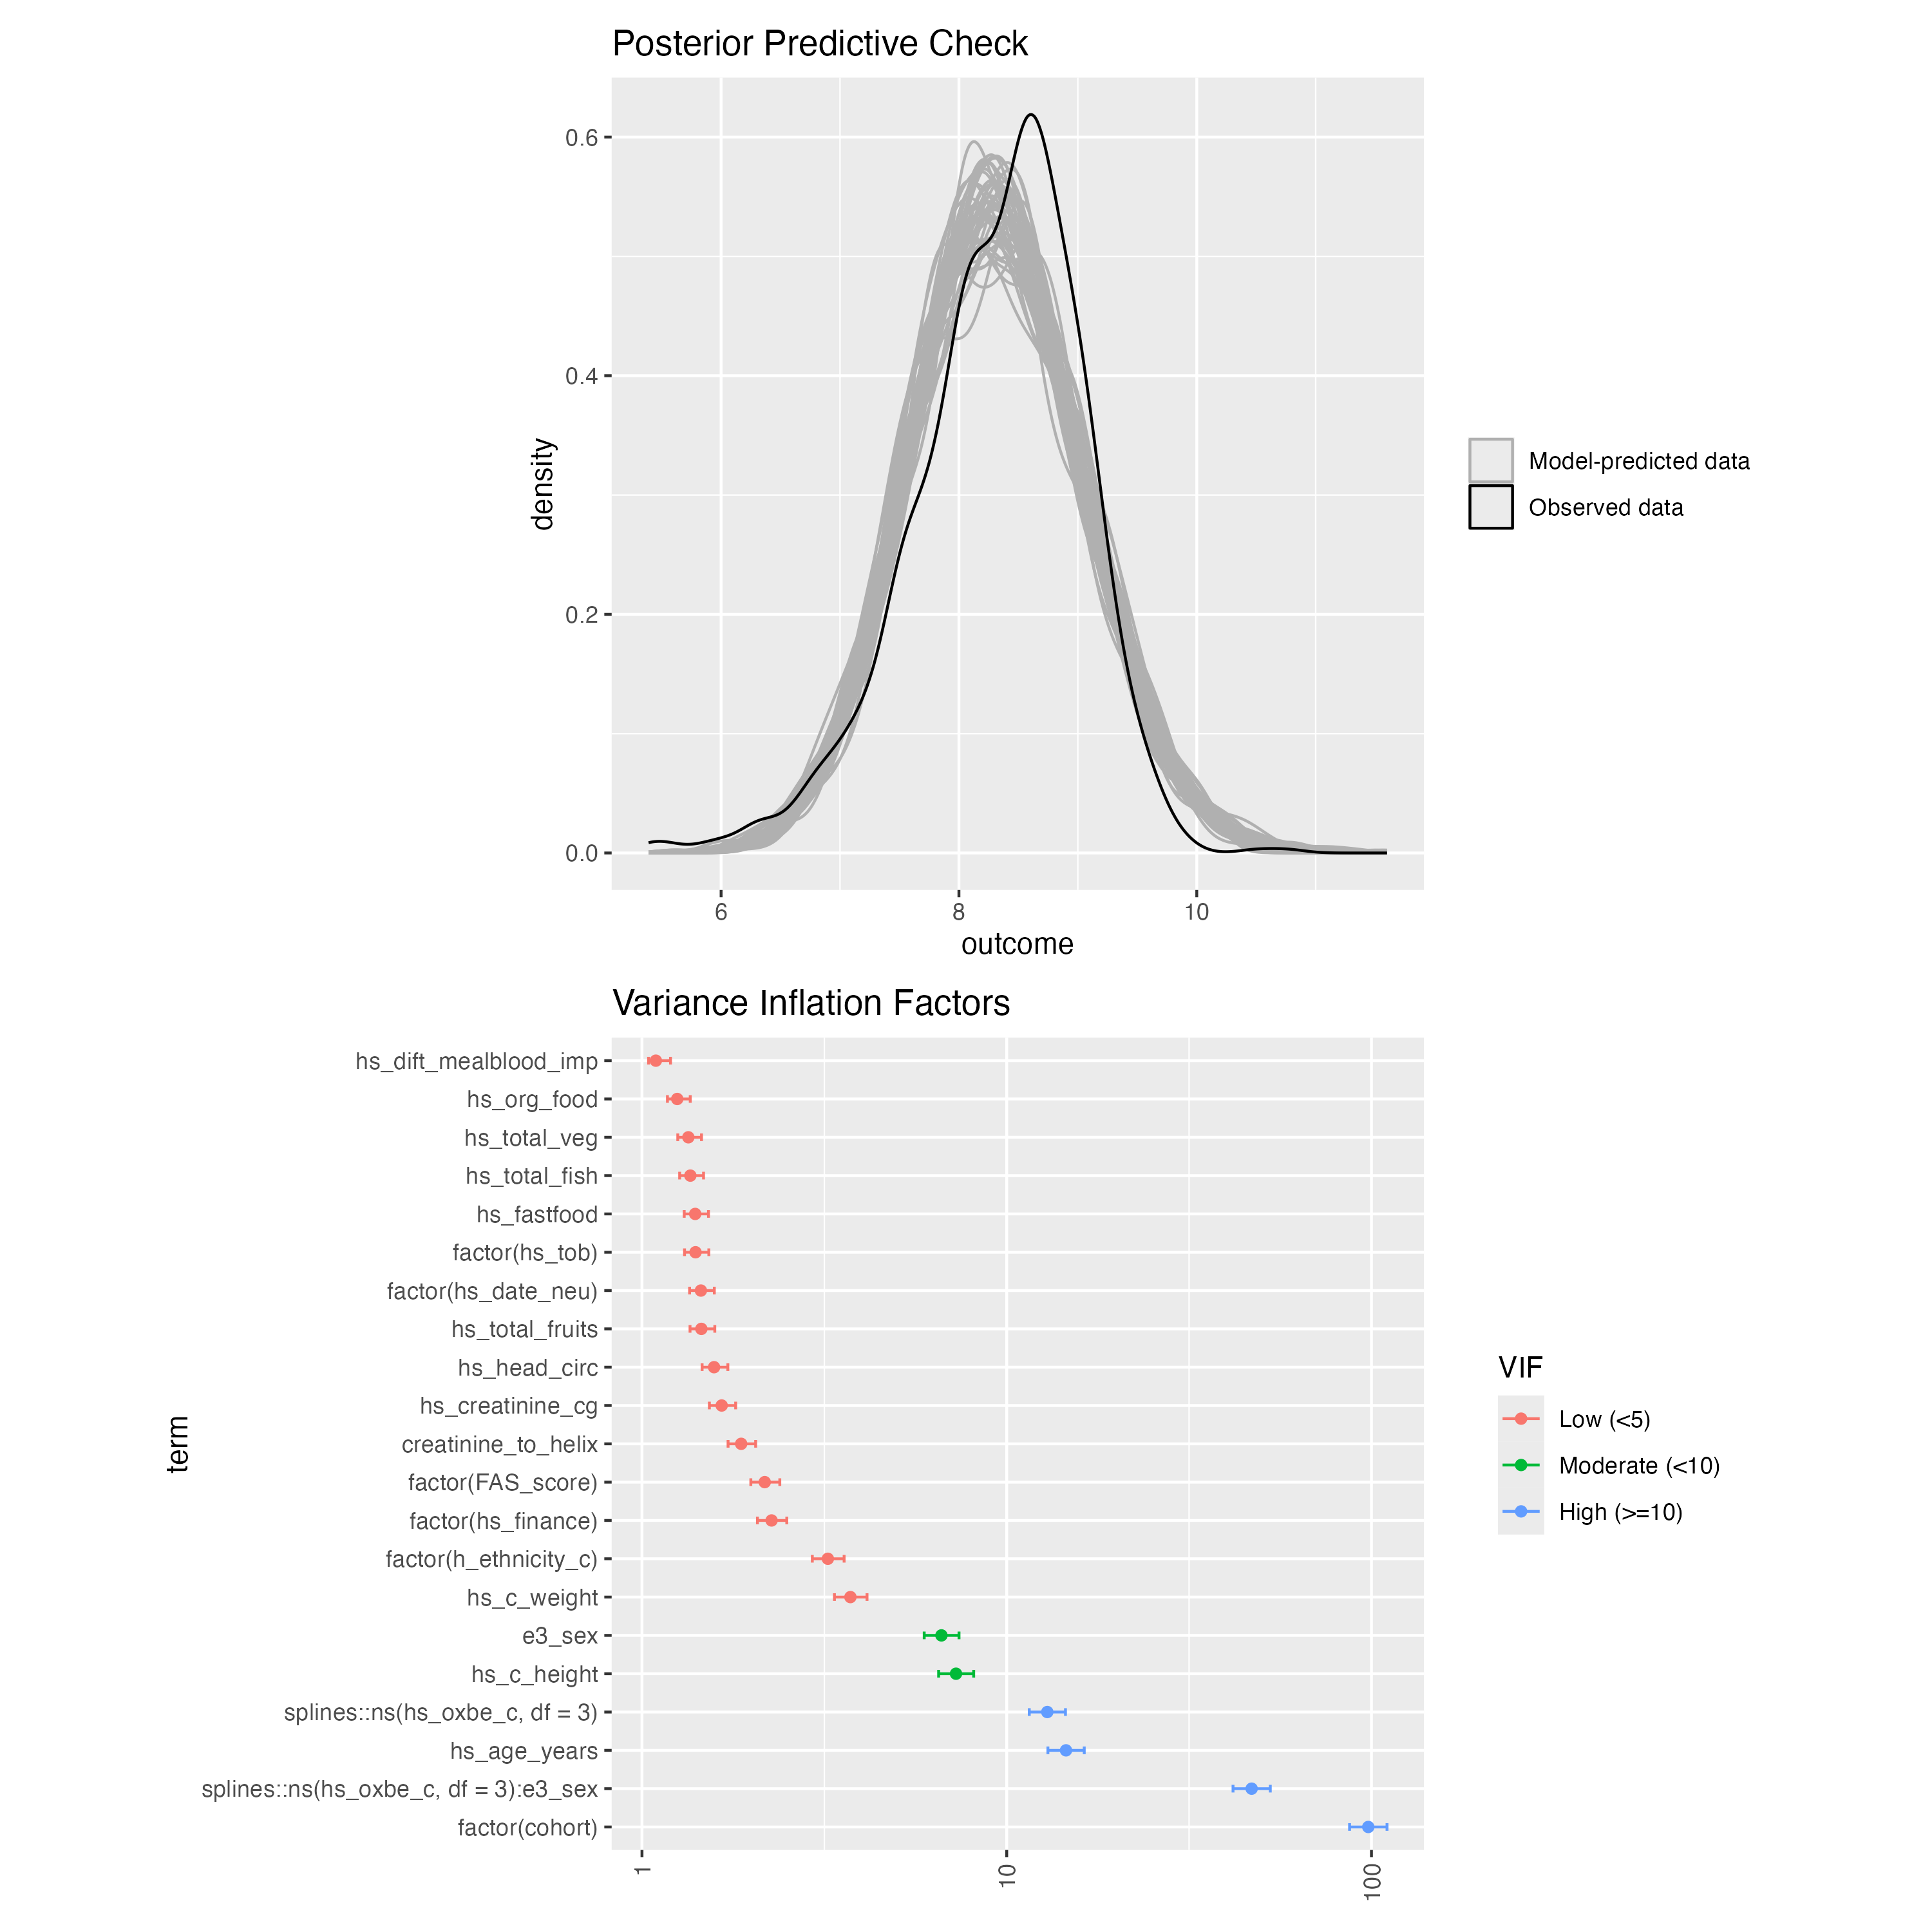 Posterior Predictive Check
0.6
0.4
0.2
0.0
density
6
8
10
outcome
Model-predicted data
Observed data
Variance Inflation Factors
term
hs_dift_mealblood_imp
hs_org_food
hs_total_veg
hs_total_fish
hs_fastfood
factor(hs_tob)
factor(hs_date_neu)
hs_total_fruits
hs_head_circ
hs_creatinine_cg
creatinine_to_helix
factor(FAS_score)
factor(hs_finance)
factor(h_ethnicity_c)
hs_c_weight
e3_sex
hs_c_height
splines::ns(hs_oxbe_c, df = 3)
hs_age_years
splines::ns(hs_oxbe_c, df = 3):e3_sex
factor(cohort)
1
10
100
VIF
Low (<5)
Moderate (<10)
High (>=10)